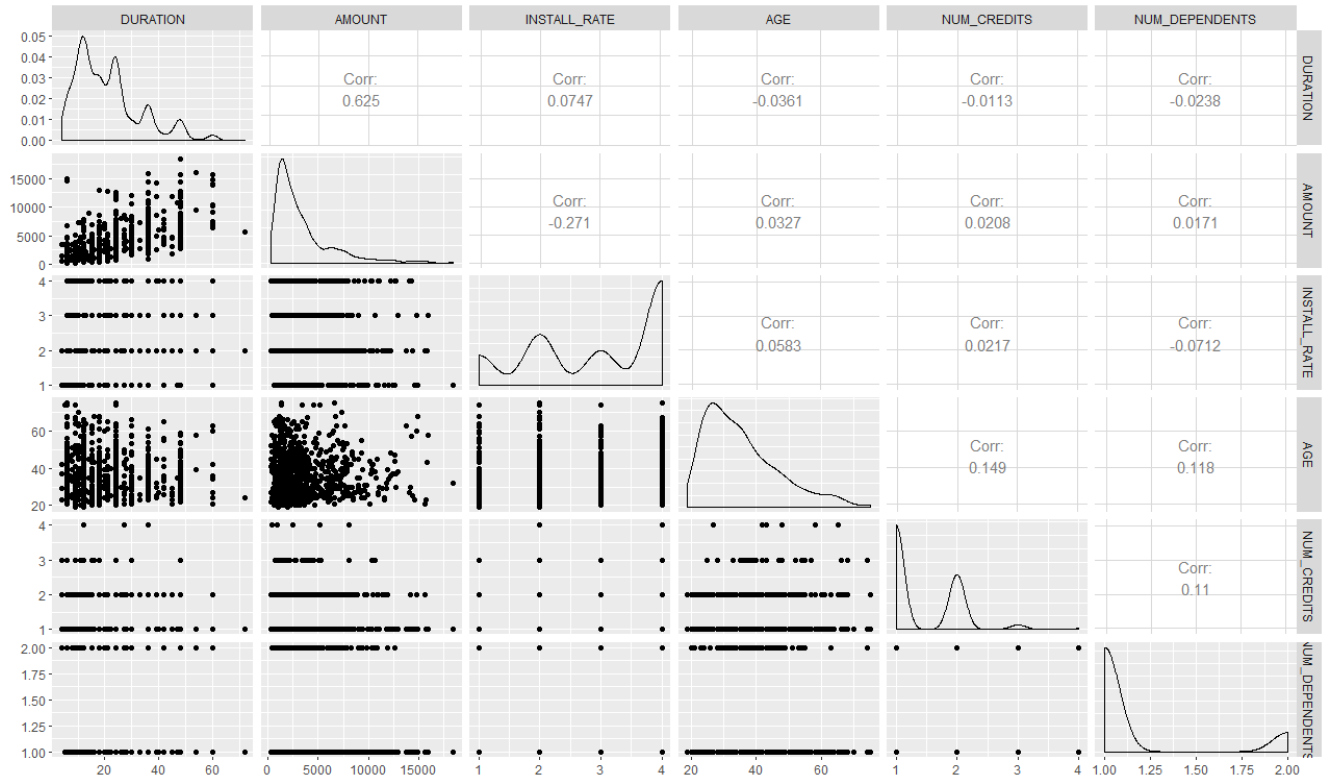 DURATION AMOUNT INSTALL_RATE AGE NUM_CREDITS NUM_DEPENDENTS
0.05
0.04
0.03
0.02
0.01
0.00
Corr:
0.625
Corr:
0.0747
Corr:
-0.0361
Corr:
-0.0113
Corr:
-0.0238
DURATION
15000
10000
5000
0
Corr:
-0.271
Corr:
0.0327
Corr:
0.0208
Corr:
0.0171
AMOUNT
4
3
2
1
Corr:
0.0583
Corr:
0.0217
Corr:
-0.0712
INSTALL_RATE
60
40
20
Corr:
0.149
Corr:
0.118
AGE
4
3
2
1
Corr:
0.11
NUM_CREDITS
2.00
1.75
1.50
1.25
1.00
NUM_DEPENDENTS
20 40 60 0 5000 10000 15000 1 2 3 4 20 40 60 1 2 3 4 1.00 1.25 1.50 1.75 2.00